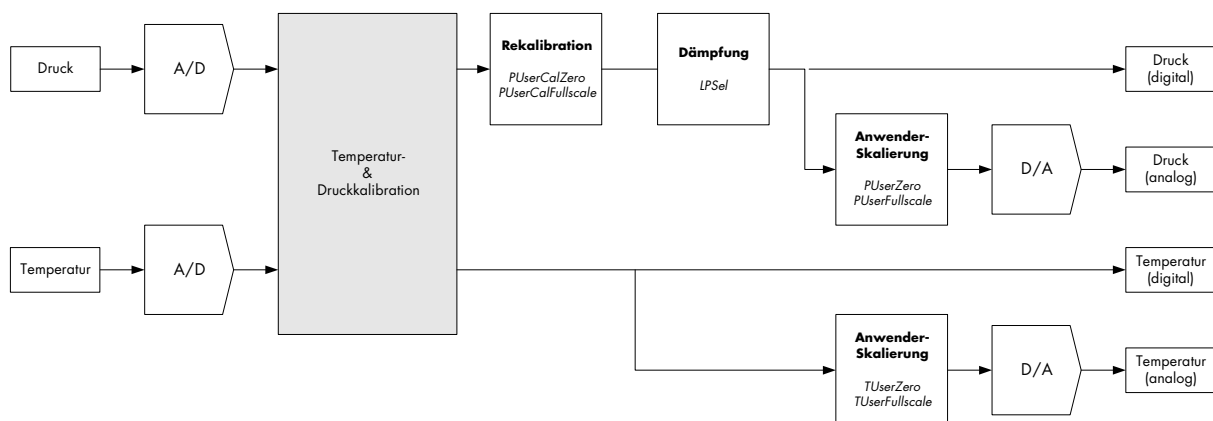 Druck
A/D
Temperatur-
&
Druckkalibration
Rekalibration
PUserCalZero
PUserCalFullscale
Dämpfung
LPSel
Druck
(digital)
Anwender-
Skalierung
PUserZero
PUserFullscale
D/A
Druck
(analog)
Temperatur
A/D
Temperatur
(digital)
Anwender-
Skalierung
TUserZero
TUserFullscale
D/A
Temperatur
(analog)